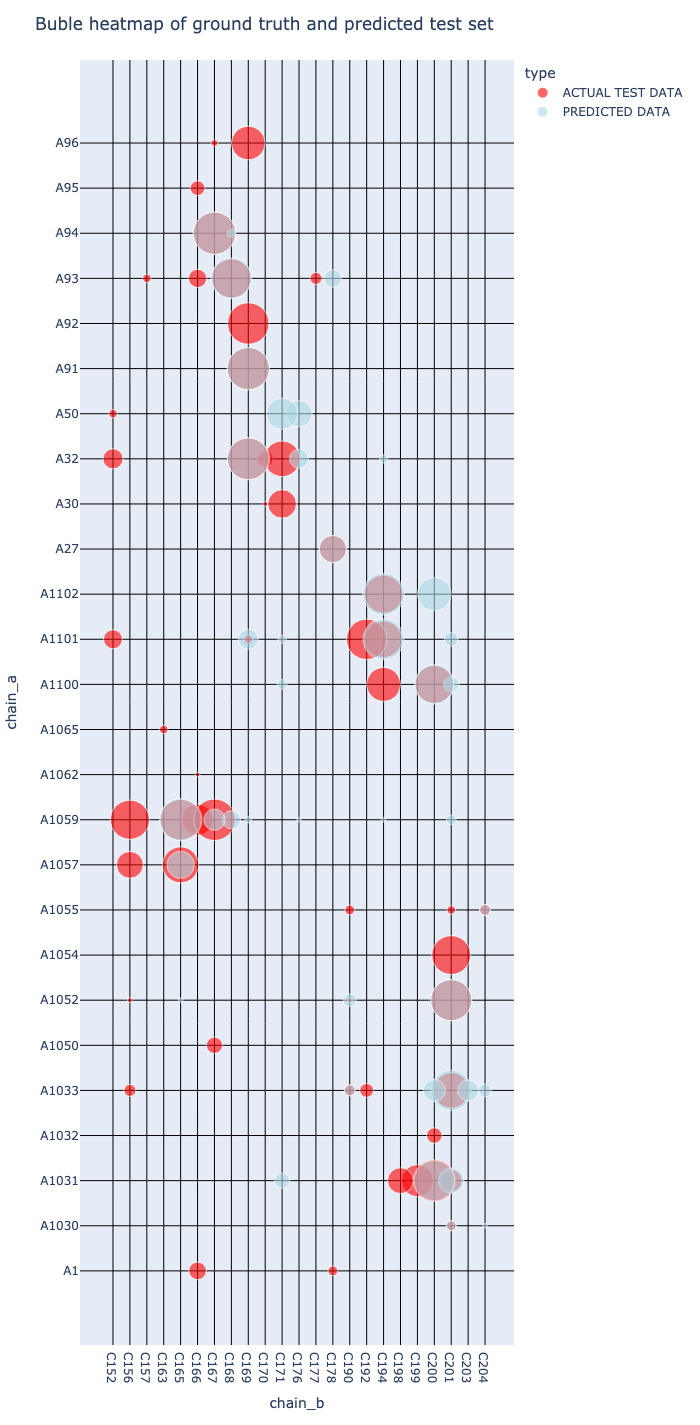 Buble heatmap of ground truth and predicted test set
type
ACTUAL TEST DATA
PREDICTED DATA
A96
A95
A94
A93
A92
A91
A50
A32
A30
A27
A1102
A1101
A1100
A1065
A1062
A1059
A1057
A1055
A1054
A1052
A1050
A1033
A1032
A1031
A1030
A1
chain_a
C152
C156
C157
C163
C165
C166
C167
C168
C169
C170
C171
C176
C177
C178
C190
C192
C194
C198
C199
C200
C201
C203
C204
chain_b